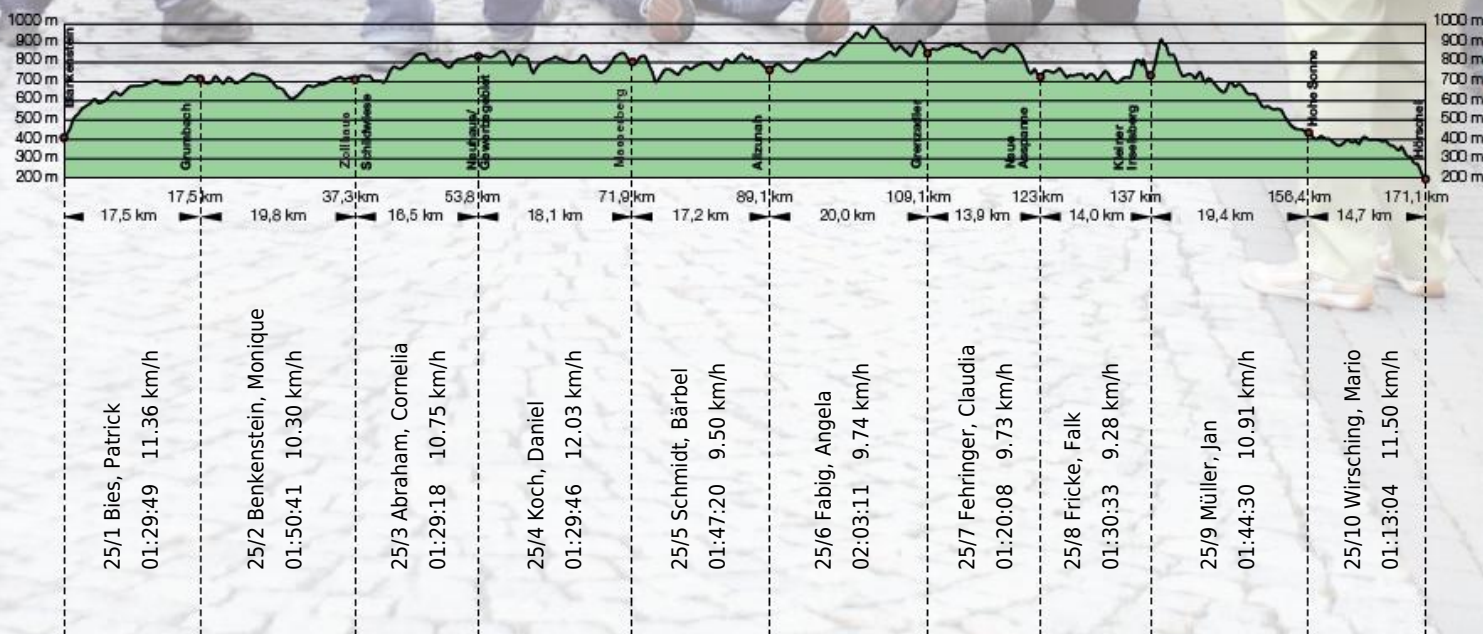 1000 m
900 m
800 m
700 m
600 m
500 m
400 m
300 m
200 m
1000 m
900 m
800 m
700 m
600 m
500 m
400 m
300 m
200 m
Blankenstein
Grumbach
Zollhaus
Schildwiese
Neuhaus/
Masserberg
Allzunah
Grenzadler
Neue
Ausspanne
Kleiner
Inselsberg
Hohe Sonne
Hörschel
17,5 km
37,3 km
53,8 km
71,9 km
89,1 km
109,1 km
123 km
137 km
156,4 km
171,1 km
17,5 km
19,8 km
16,5 km
18,1 km
17,2 km
20,0 km
13,9 km
14,0 km
19,4 km
14,7 km
25/1 Bies, Patrick
01:29:49 11.36 km/h
25/2 Benkenstein, Monique
01:50:41 10.30 km/h
25/3 Abraham, Cornelia
01:29:18 10.75 km/h
25/4 Koch, Daniel
01:29:46 12.03 km/h
25/5 Schmidt, Bärbel
01:47:20 9.50 km/h
25/6 Fabig, Angela
02:03:11 9.74 km/h
25/7 Fehringer, Claudia
01:20:08 9.73 km/h
25/8 Fricke, Falk
01:30:33 9.28 km/h
25/9 Müller, Jan
01:44:30 10.91 km/h
25/10 Wirsching, Mario
01:13:04 11.50 km/h